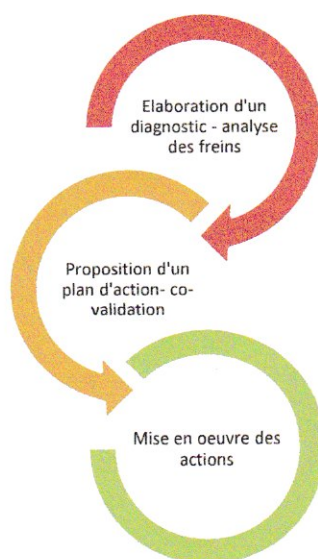 Elaboration d'un
diagnostic - analyse
des freins
Proposition d'un
plan d'action- co-
validation
Mise en oeuvre des
actions